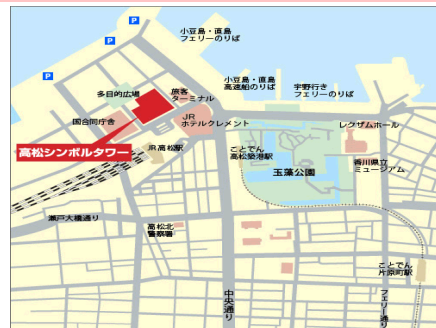 小豆島・直島
フェリーのりば
P
P
P
多目的広場
旅客
ターミナル
小豆島・直島
高速船のりば
宇野行き
フェリーのりば
国合同庁舎
JR
ホテルクレメント
レクザムホール
高松シンボルタワー
JR高松駅
ことでん
高松築港駅
玉藻公園
香川県立
ミュージアム
瀬戸大橋通り
高松北
警察署
ことでん
片原町駅
中央通り
フェリー通り